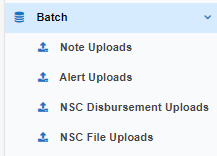 Batch
Note Uploads
Alert Uploads
NSC Disbursement Uploads
NSC File Uploads